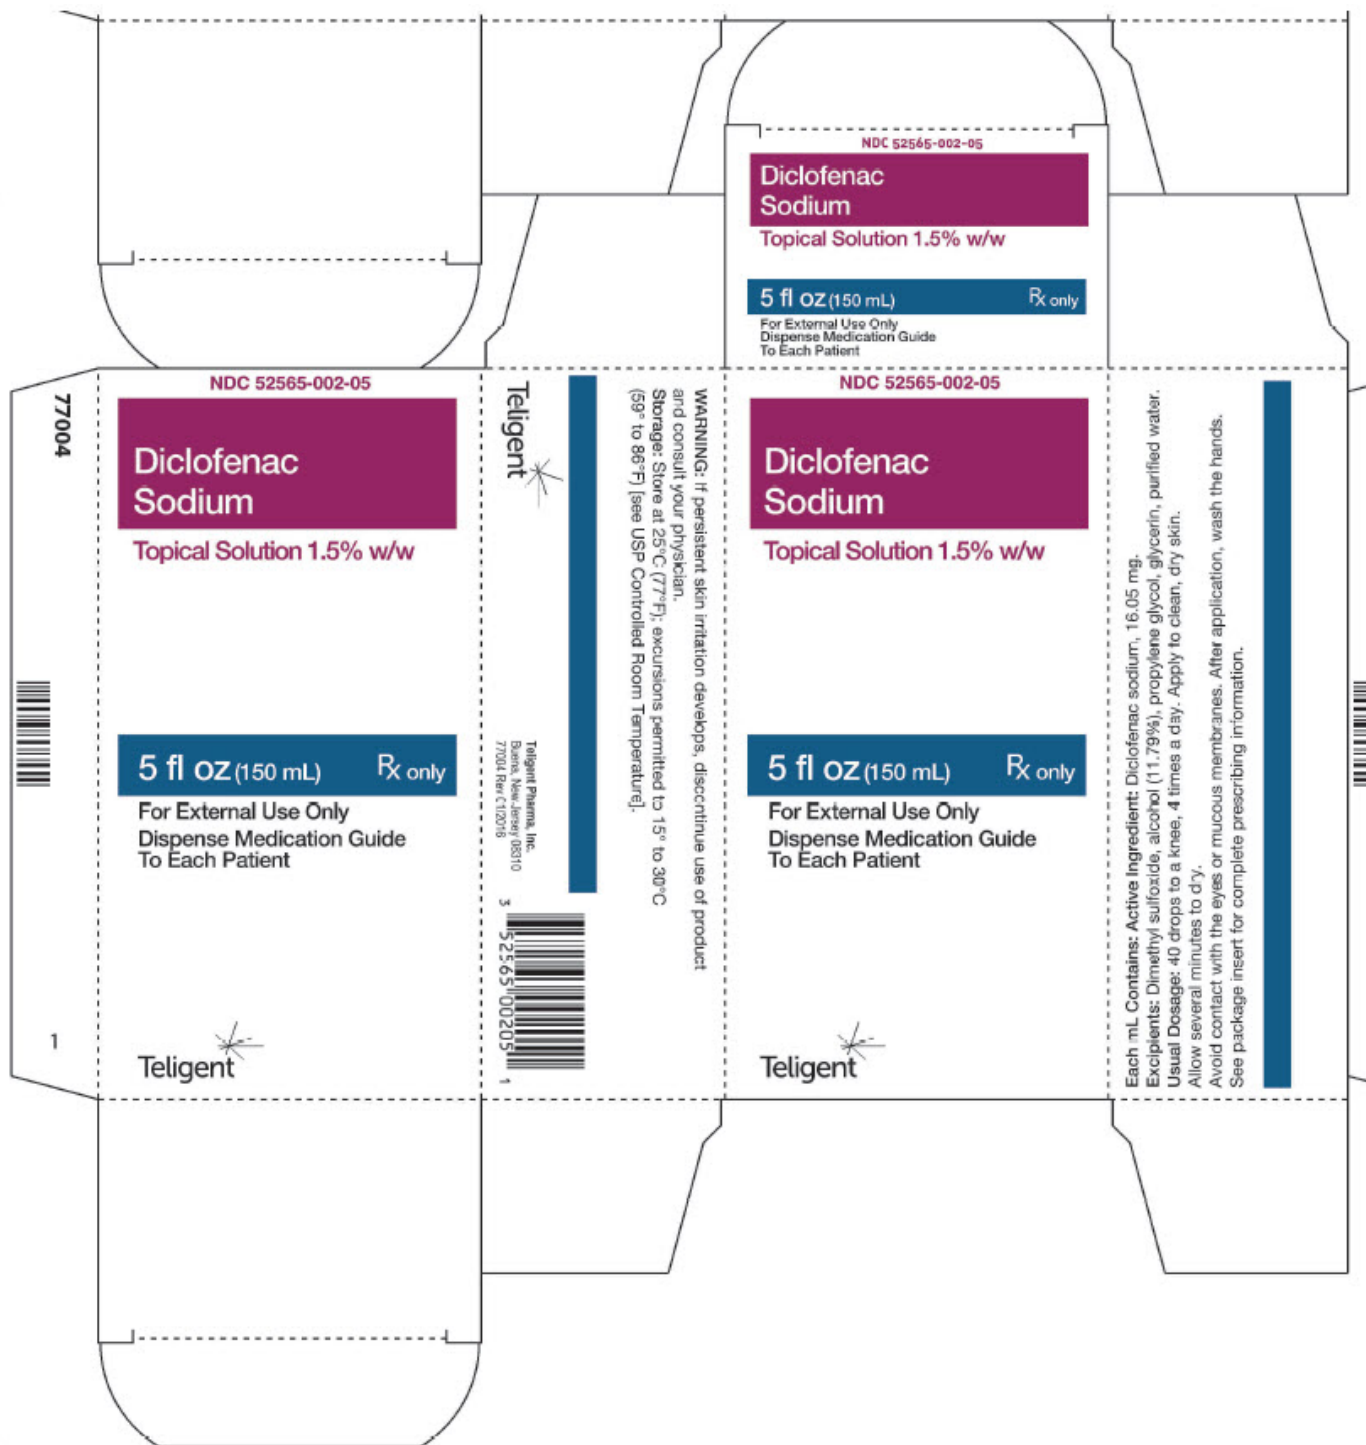 NDC 52565-002-05
Diclofenac
Sodium
Topical Solution 1.5% w/w
5 fl oz (150 mL) Rx only
For External Use Only
Dispense Medication Guide
To Each Patient
77004
1
NDC 52565-002-05
Diclofenac
Sodium
Topical Solution 1.5% w/w
5 fl oz (150 mL) Rx only
For External Use Only
Dispense Medication Guide
To Each Patient
Teligent
WARNING: If persistent skin irritation develops, discontinue use of product
and consult your physician.
Storage: Store at 25°C (77°F); excursions permitted to 15° to 30°C
(59° to 86°F) [see USP Controlled Room Temperature].
Teligent
Teligent Pharma, Inc.
Buena, New Jersey 08310
77004 Rev 01/2016
3 52565 00205 1
NDC 52565-002-05
Diclofenac
Sodium
Topical Solution 1.5% w/w
5 fl oz (150 mL) Rx only
For External Use Only
Dispense Medication Guide
To Each Patient
Teligent
Each mL Contains: Active Ingredient: Diclofenac sodium, 16.05 mg.
Excipients: Dimethyl sulfoxide, alcohol (11.79%), propylene glycol, glycerin, purified water.
Usual Dosage: 40 drops to a knee, 4 times a day. Apply to clean, dry skin.
Allow several minutes to dry.
Avoid contact with the eyes or mucous membranes. After application, wash the hands.
See package insert for complete prescribing information.